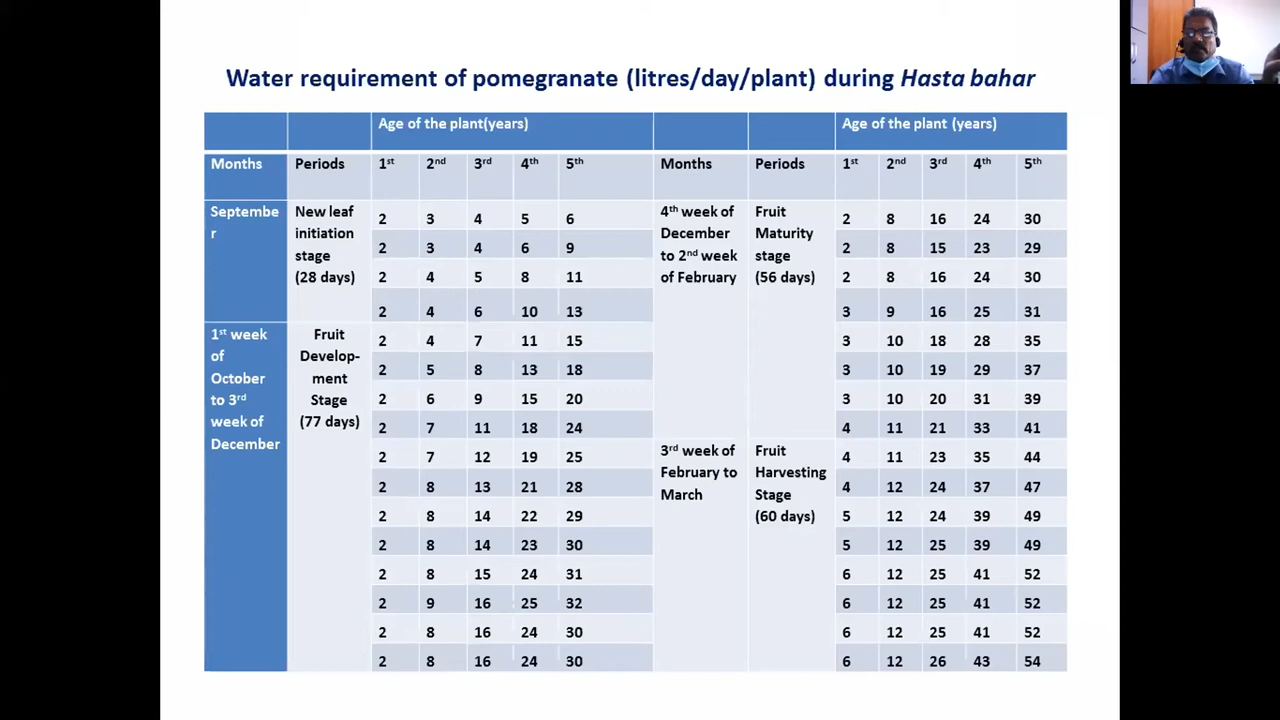 Water requirement of pomegranate (litres/day/plant) during Hasta bahar
Age of the plant(years) Age of the plant (years)
Months Periods 1st 2nd 3rd 4th 5th Months Periods 1st 2nd 3rd 4th 5th
Septembe
r
New leaf
initiation
stage
(28 days)
2 3 4 5 6
2 3 4 6 9
2 4 5 8 11
2 4 6 10 13
1st week
of
October
to 3rd
week of
December
Fruit
Develop-
ment
Stage
(77 days)
2 4 7 11 15
2 5 8 13 18
2 6 9 15 20
2 7 11 18 24
2 7 12 19 25
2 8 13 21 28
2 8 14 22 29
2 8 14 23 30
2 8 15 24 31
2 9 16 25 32
2 8 16 24 30
2 8 16 24 30
4th week of
December
to 2nd week
of February
Fruit
Maturity
stage
(56 days)
2 8 16 24 30
2 8 15 23 29
2 8 16 24 30
3 9 16 25 31
3 10 18 28 35
3 10 19 29 37
3 10 20 31 39
4 11 21 33 41
3rd week of
February to
March
Fruit
Harvesting
Stage
(60 days)
4 11 23 35 44
4 12 24 37 47
5 12 24 39 49
5 12 25 39 49
6 12 25 41 52
6 12 25 41 52
6 12 25 41 52
6 12 26 43 54